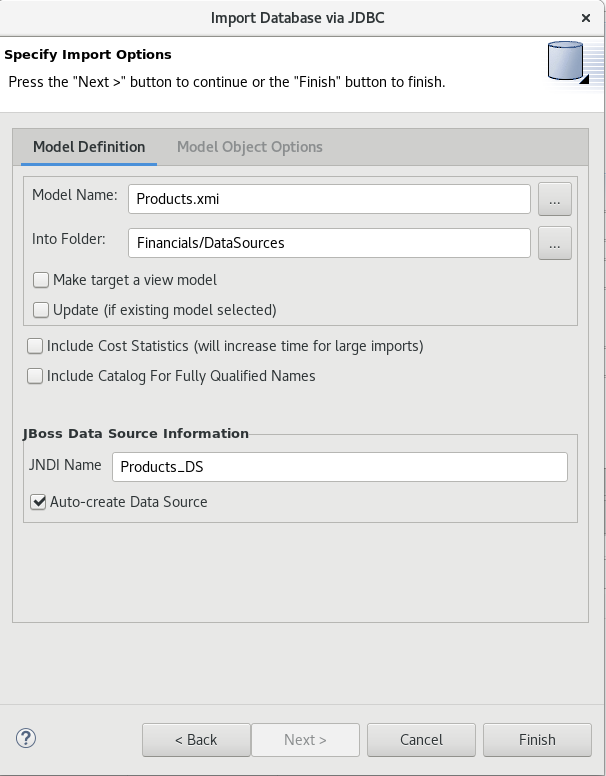 Import Database via JDBC
Specify Import Options
Press the "Next >" button to continue or the "Finish" button to finish.
Model Definition
Model Object Options
Model Name:
Products.xmi
...
Into Folder:
Financials/DataSources
...
Make target a view model
Update (if existing model selected)
Include Cost Statistics (will increase time for large imports)
Include Catalog For Fully Qualified Names
JBoss Data Source Information
JNDI Name
Products_DS
Auto-create Data Source
?
< Back
Next >
Cancel
Finish